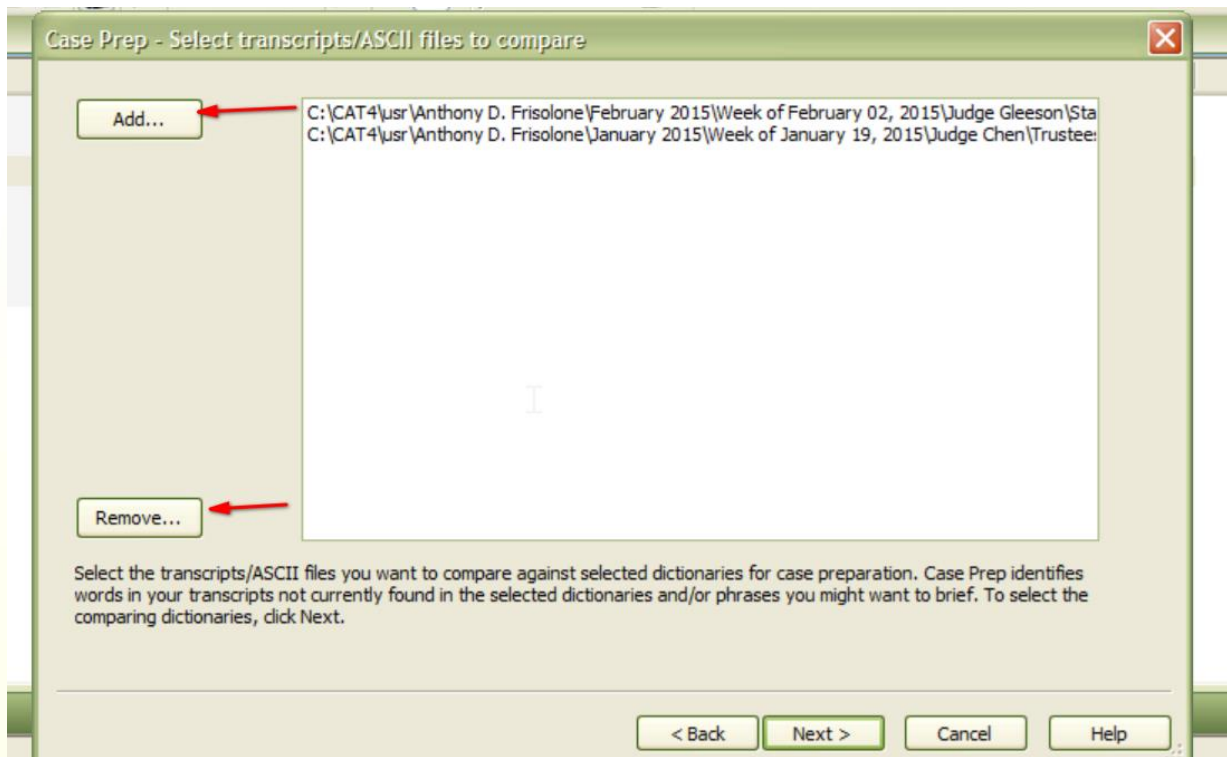 Case Prep - Select transcripts/ASCII files to compare
Add...
C:\CAT4\usr\Anthony D. Frisolone\February 2015\Week of February 02, 2015\Judge Gleeson\Sta
C:\CAT4\usr\Anthony D. Frisolone\January 2015\Week of January 19, 2015\Judge Chen\Trustees
Remove...
Select the transcripts/ASCII files you want to compare against selected dictionaries for case preparation. Case Prep identifies
words in your transcripts not currently found in the selected dictionaries and/or phrases you might want to brief. To select the
comparing dictionaries, click Next.
< Back
Next >
Cancel
Help